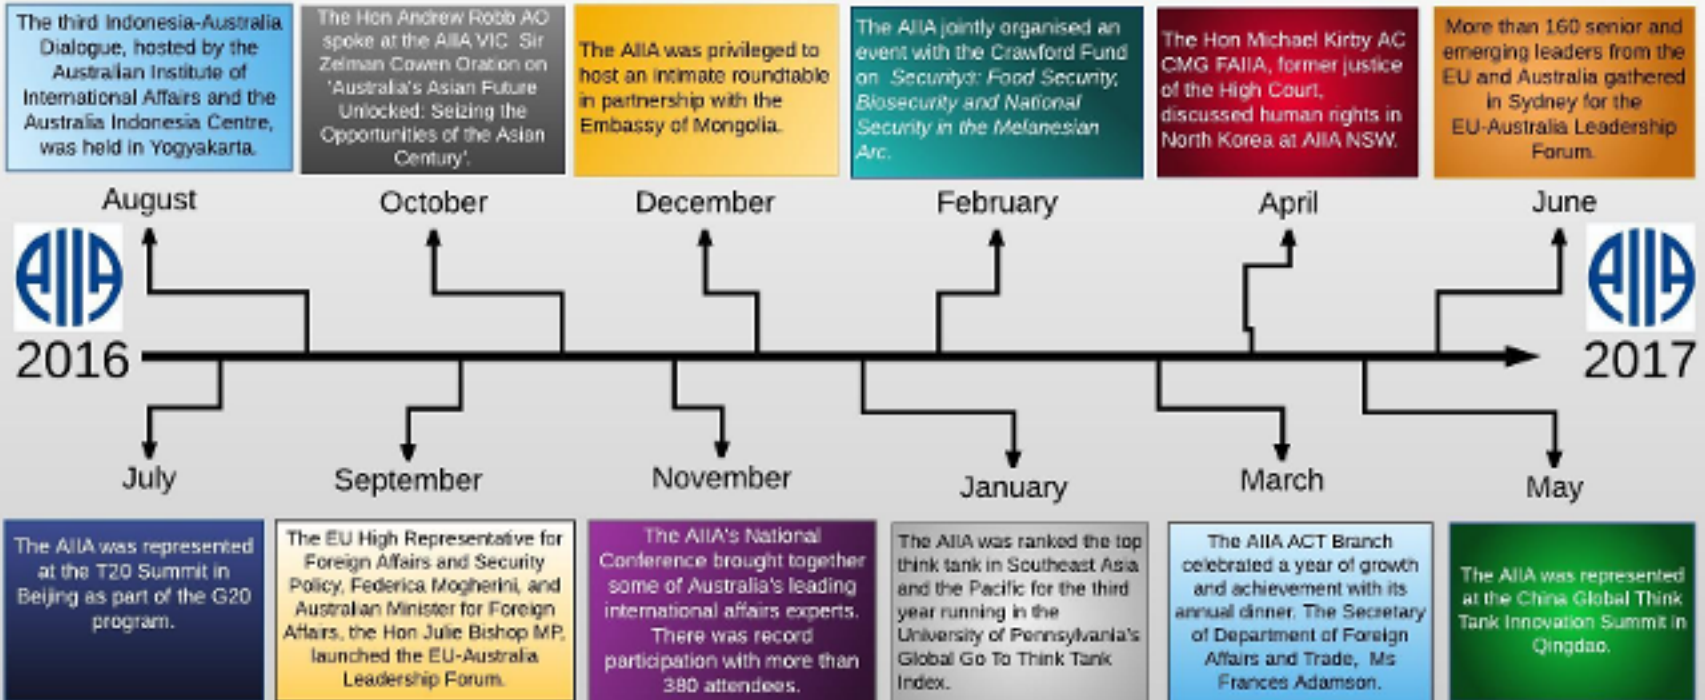 The third Indonesia-Australia
Dialogue, hosted by the
Australian Institute of
International Affairs and the
Australia Indonesia Centre,
was held in Yogyakarta.
The Hon Andrew Robb AO
spoke at the AIIA VIC Sir
Zelman Cowen Oration on
'Australia's Asian Future
Unlocked: Seizing the
Opportunities of the Asian
Century'.
The AIIA was privileged to
host an intimate roundtable
in partnership with the
Embassy of Mongolia.
The AIIA jointly organised an
event with the Crawford Fund
on Security3: Food Security,
Biosecurity and National
Security in the Melanesian
Arc.
The Hon Michael Kirby AC
CMG FAIIA, former justice
of the High Court,
discussed human rights in
North Korea at AIIA NSW.
More than 160 senior and
emerging leaders from the
EU and Australia gathered
in Sydney for the
EU-Australia Leadership
Forum.
August
October
December
February
April
June
AIIA
AIIA
2016
2017
July
September
November
January
March
May
The AIIA was represented
at the T20 Summit in
Beijing as part of the G20
program.
The EU High Representative for
Foreign Affairs and Security
Policy, Federica Mogherini, and
Australian Minister for Foreign
Affairs, the Hon Julie Bishop MP,
launched the EU-Australia
Leadership Forum.
The AIIA's National
Conference brought together
some of Australia's leading
international affairs experts.
There was record
participation with more than
380 attendees.
The AIIA was ranked the top
think tank in Southeast Asia
and the Pacific for the third
year running in the
University of Pennsylvania's
Global Go To Think Tank
Index.
The AIIA ACT Branch
celebrated a year of growth
and achievement with its
annual dinner. The Secretary
of Department of Foreign
Affairs and Trade, Ms
Frances Adamson.
The AIIA was represented
at the China Global Think
Tank Innovation Summit in
Qingdao.